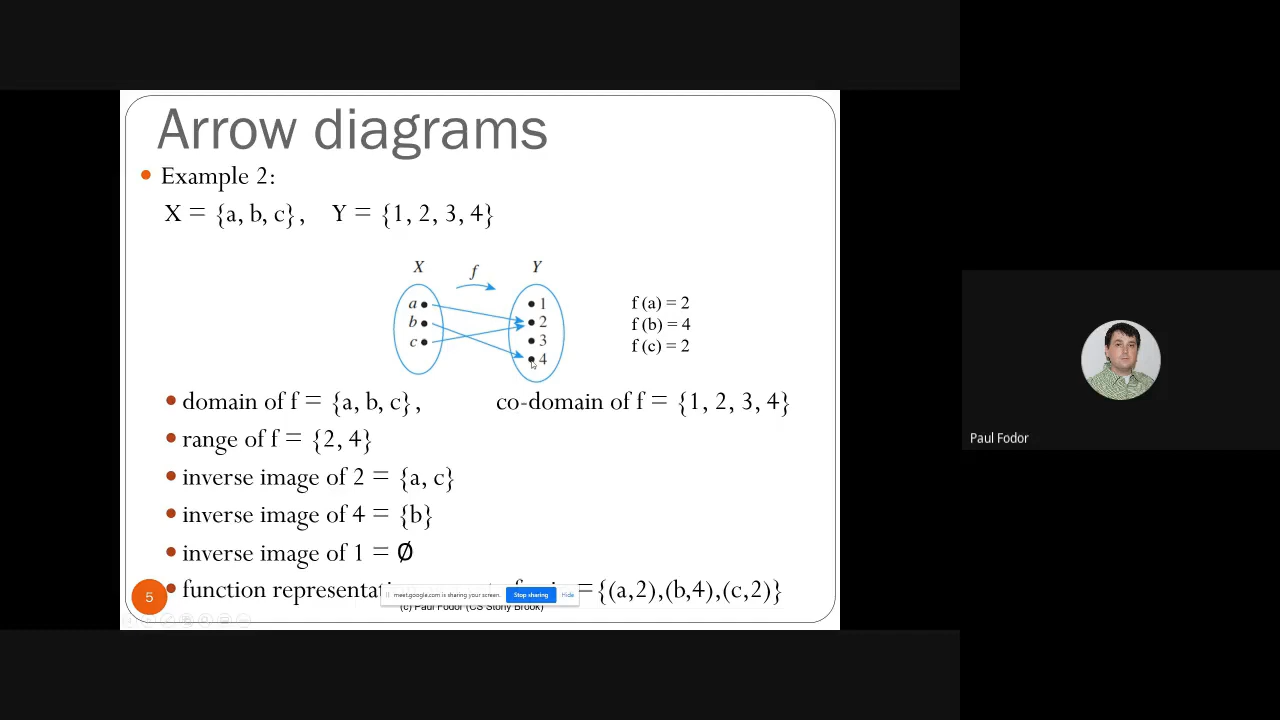 Arrow diagrams
Example 2:
X = {a, b, c}, Y = {1, 2, 3, 4}
X f Y
a 1 f (a) = 2
b 2 f (b) = 4
c 3 f (c) = 2
4
domain of f = {a, b, c}, co-domain of f = {1, 2, 3, 4}
range of f = {2, 4}
Paul Fodor
inverse image of 2 = {a, c}
inverse image of 4 = {b}
inverse image of 1 = ∅
function ={(a,2),(b,4),(c,2)}
meet.google.com is sharing your screen. Stop sharing Hide
5
(c) Paul Fodor (CS Stony Brook)